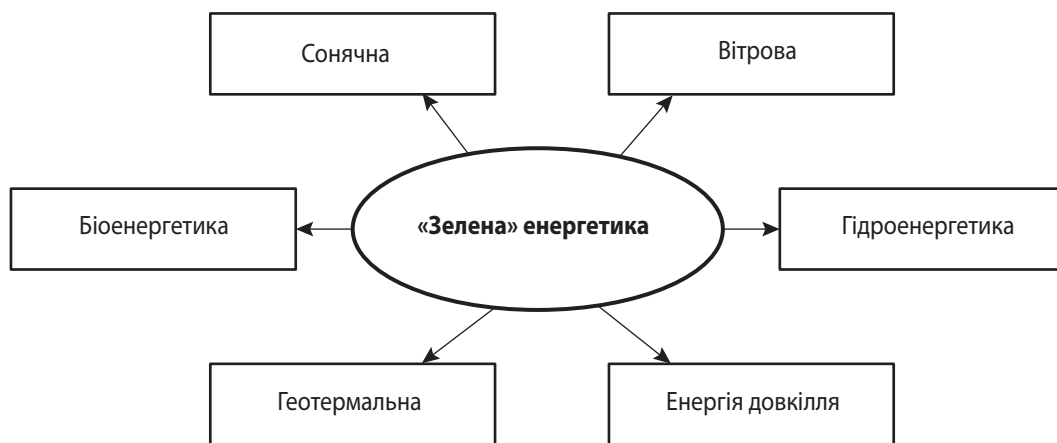 Сонячна
Вітрова
Біоенергетика
«Зелена» енергетика
Гідроенергетика
Геотермальна
Енергія довкілля